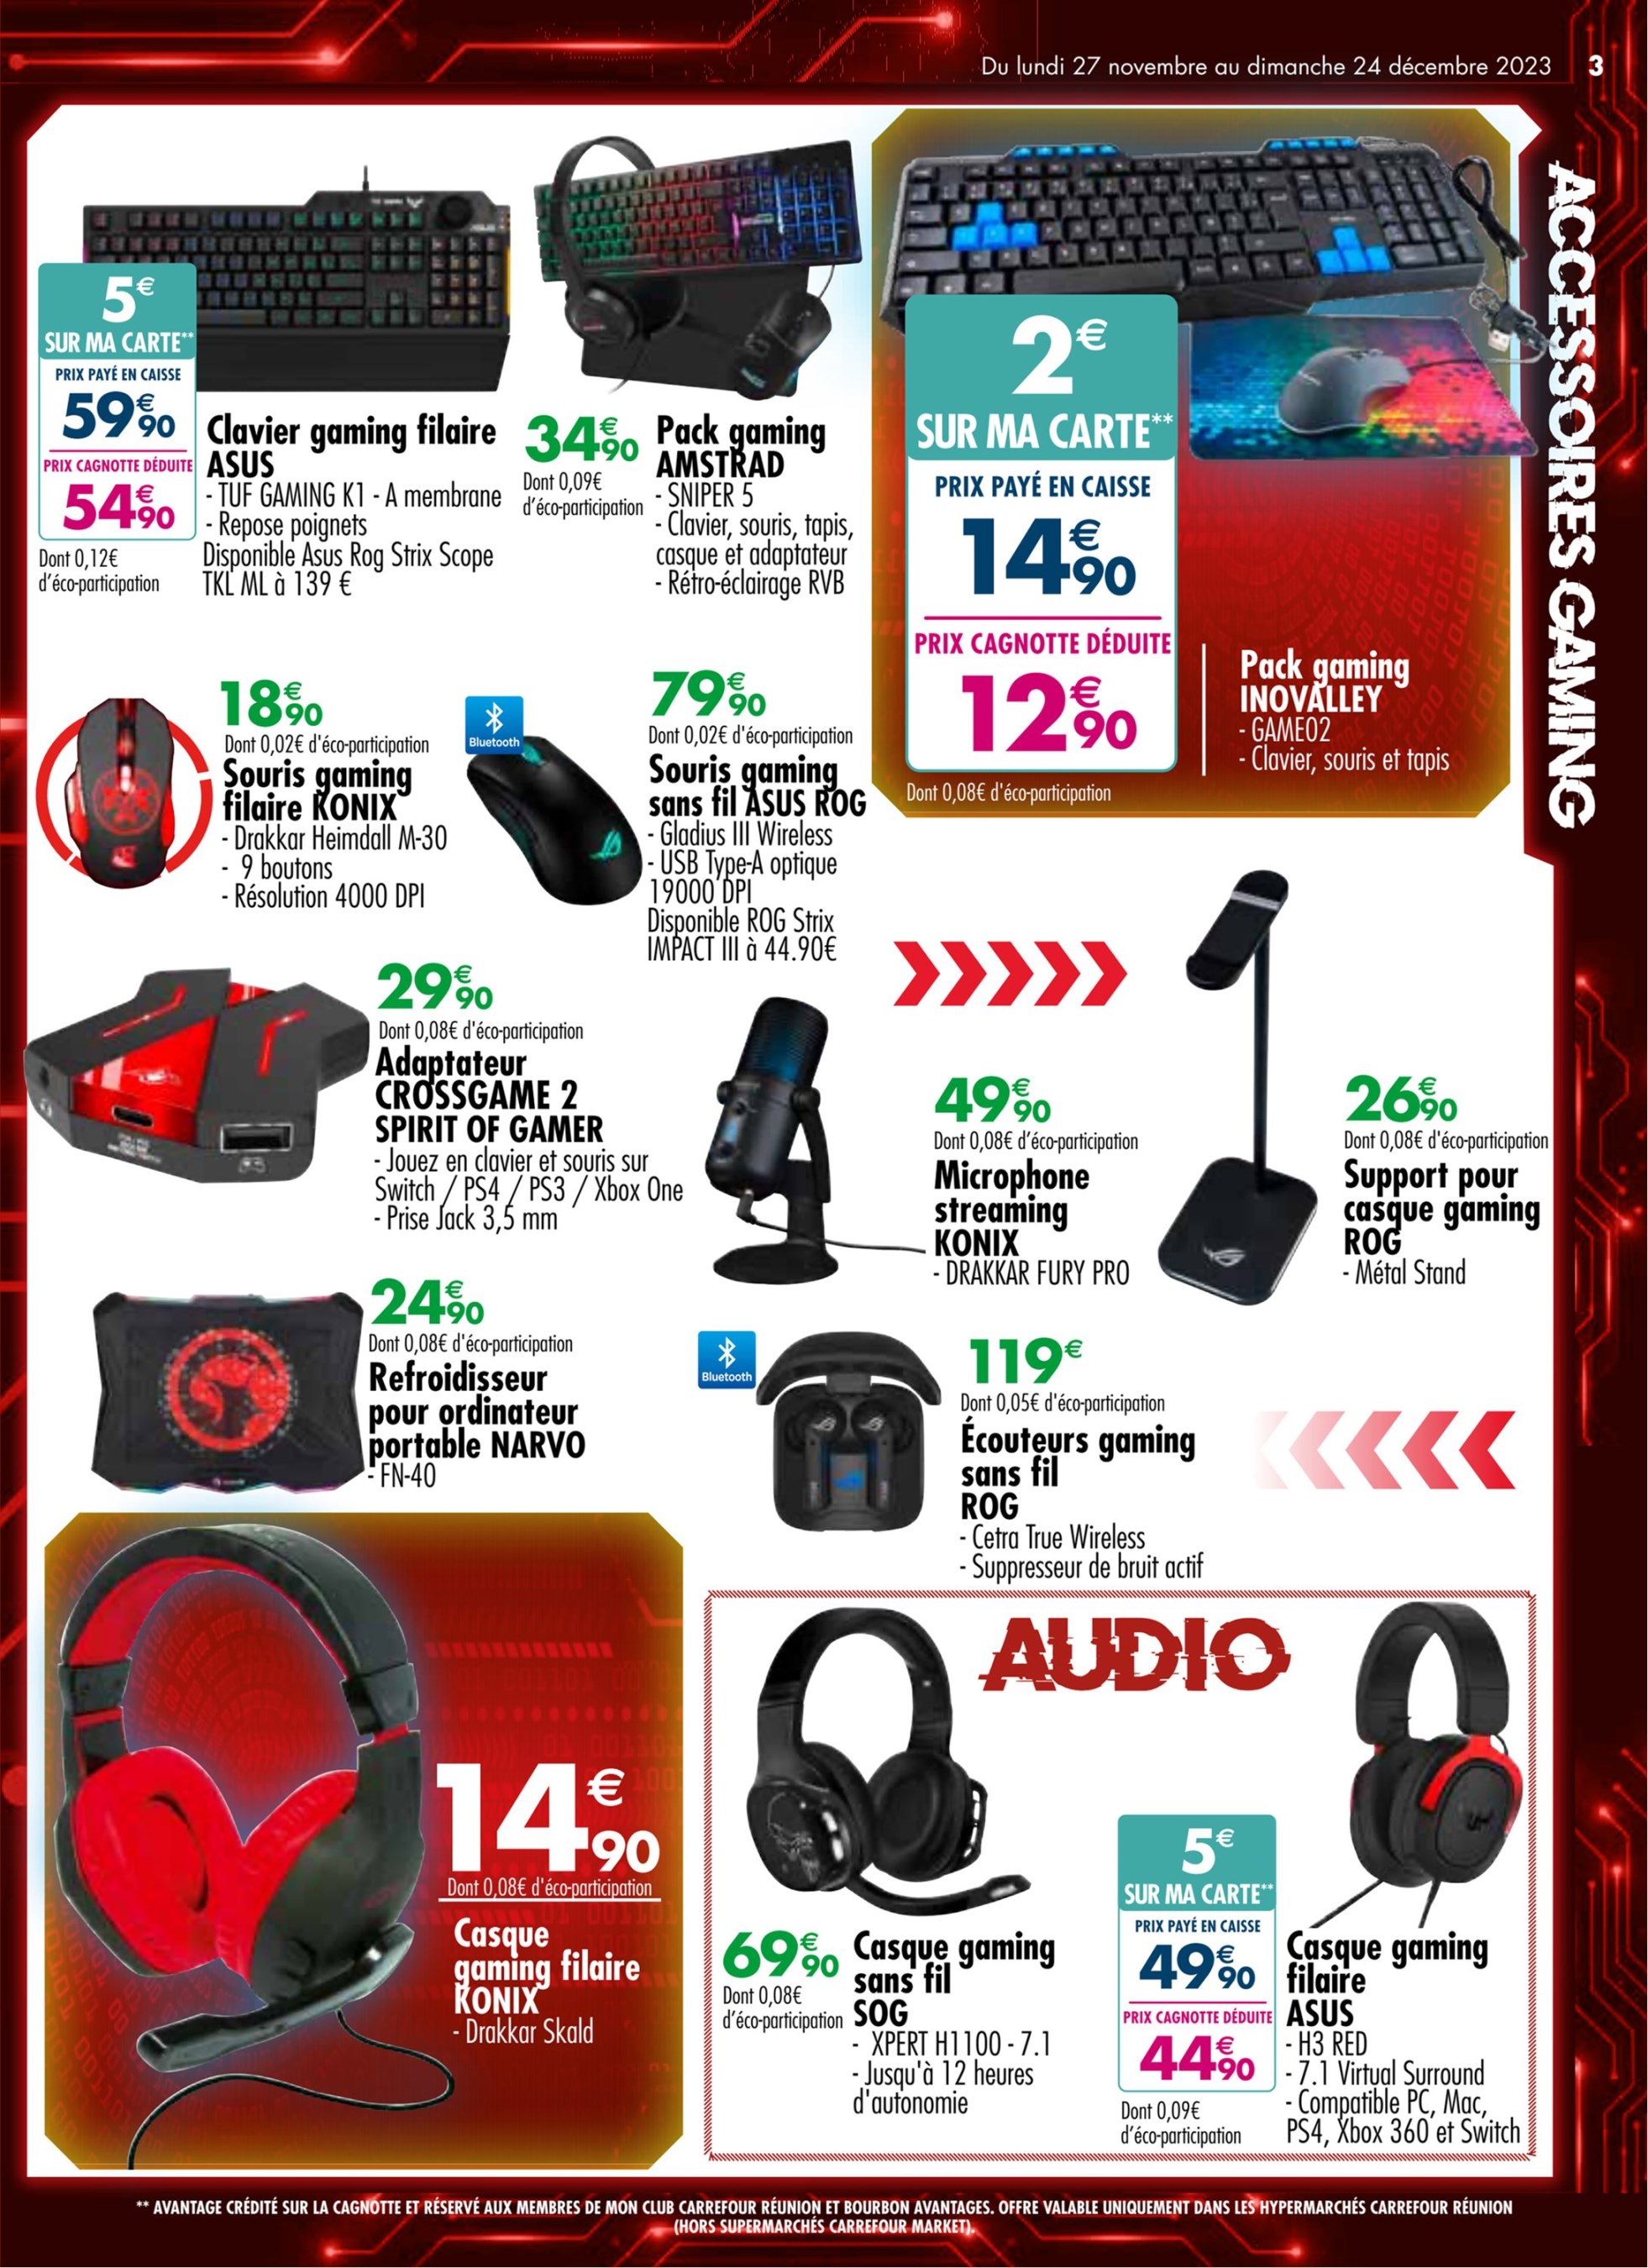 Du lundi 27 novembre au dimanche 24 décembre 2023 3
ACCESSOIRES GAMING
5€
SUR MA CARTE**
PRIX PAYÉ EN CAISSE
59€90
PRIX CAGNOTTE DÉDUITE
54€90
Dont 0,12€
d'éco-participation
Clavier gaming filaire
ASUS
- TUF GAMING K1 - A membrane
- Repose poignets
Disponible Asus Rog Strix Scope
TKL ML à 139 €
34€90
Dont 0,09€
d'éco-participation
Pack gaming
AMSTRAD
- SNIPER 5
- Clavier, souris, tapis,
casque et adaptateur
- Rétro-éclairage RVB
2€
SUR MA CARTE**
PRIX PAYÉ EN CAISSE
14€90
PRIX CAGNOTTE DÉDUITE
12€90
Dont 0,08€ d'éco-participation
Pack gaming
INOVALLEY
- GAME02
- Clavier, souris et tapis
18€90
Dont 0,02€ d'éco-participation
Souris gaming
filaire KONIX
- Drakkar Heimdall M-30
- 9 boutons
- Résolution 4000 DPI
Bluetooth
79€90
Dont 0,02€ d'éco-participation
Souris gaming
sans fil ASUS ROG
- Gladius III Wireless
- USB Type-A optique
19000 DPI
Disponible ROG Strix
IMPACT III à 44.90€
29€90
Dont 0,08€ d'éco-participation
Adaptateur
CROSSGAME 2
SPIRIT OF GAMER
- Jouez en clavier et souris sur
Switch / PS4 / PS3 / Xbox One
- Prise Jack 3,5 mm
49€90
Dont 0,08€ d'éco-participation
Microphone
streaming
KONIX
- DRAKKAR FURY PRO
26€90
Dont 0,08€ d'éco-participation
Support pour
casque gaming
ROG
- Métal Stand
24€90
Dont 0,08€ d'éco-participation
Refroidisseur
pour ordinateur
portable NARVO
- FN-40
Bluetooth
119€
Dont 0,05€ d'éco-participation
Écouteurs gaming
sans fil
ROG
- Cetra True Wireless
- Suppresseur de bruit actif
14€90
Dont 0,08€ d'éco-participation
Casque
gaming filaire
KONIX
- Drakkar Skald
AUDIO
69€90
Dont 0,08€
d'éco-participation
Casque gaming
sans fil
SOG
- XPERT H1100 - 7.1
- Jusqu'à 12 heures
d'autonomie
5€
SUR MA CARTE**
PRIX PAYÉ EN CAISSE
49€90
PRIX CAGNOTTE DÉDUITE
44€90
Dont 0,09€
d'éco-participation
Casque gaming
filaire
ASUS
- H3 RED
- 7.1 Virtual Surround
- Compatible PC, Mac,
PS4, Xbox 360 et Switch
** AVANTAGE CRÉDITÉ SUR LA CAGNOTTE ET RÉSERVÉ AUX MEMBRES DE MON CLUB CARREFOUR RÉUNION ET BOURBON AVANTAGES. OFFRE VALABLE UNIQUEMENT DANS LES HYPERMARCHÉS CARREFOUR RÉUNION
(HORS SUPERMARCHÉS CARREFOUR MARKET).